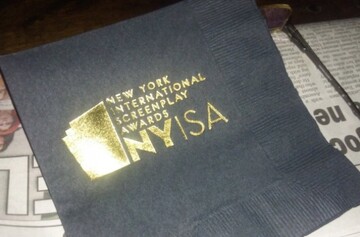 NEW YORK
INTERNATIONAL
SCREENPLAY
AWARDS
NYISA